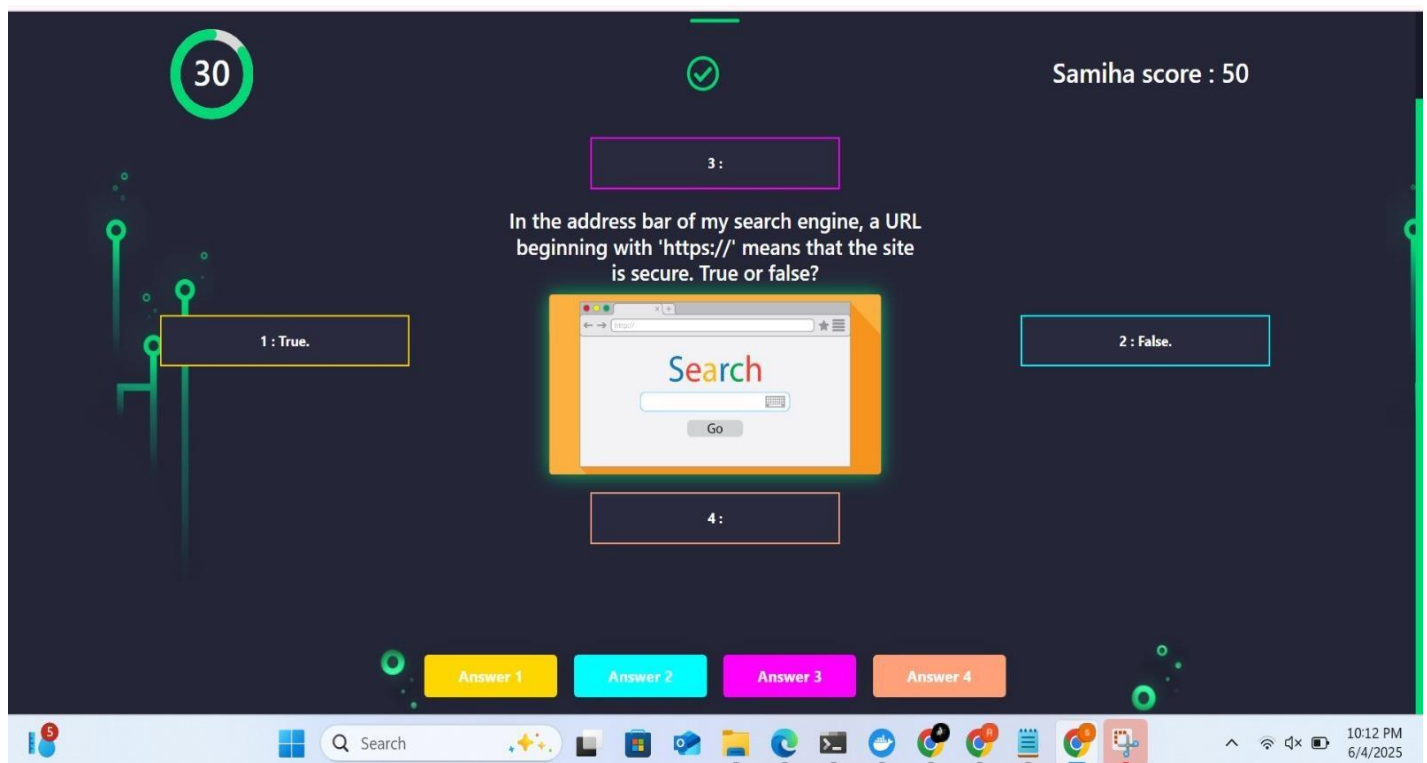 30
Samiha score : 50
3 :
In the address bar of my search engine, a URL
beginning with 'https://' means that the site
is secure. True or false?
http://
Search
Go
1 : True.
2 : False.
4 :
Answer 1
Answer 2
Answer 3
Answer 4
5
Search
10:12 PM
6/4/2025